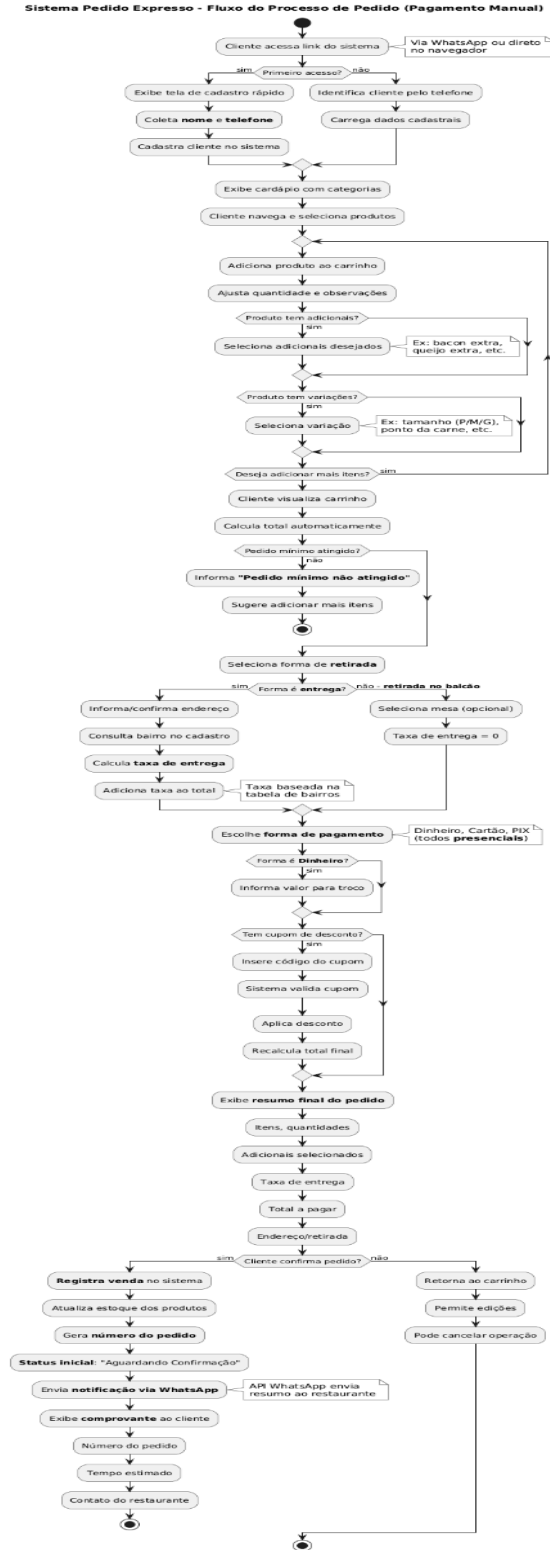 Sistema Pedido Expresso - Fluxo do Processo de Pedido (Pagamento Manual)
Cliente acessa link do sistema
Via WhatsApp ou direto
no navegador
sim
Primeiro acesso?
não
Exibe tela de cadastro rápido
Identifica cliente pelo telefone
Coleta nome e telefone
Carrega dados cadastrais
Cadastra cliente no sistema
Exibe cardápio com categorias
Cliente navega e seleciona produtos
Adiciona produto ao carrinho
Ajusta quantidade e observações
Produto tem adicionais?
sim
Seleciona adicionais desejados
Ex: bacon extra,
queijo extra, etc.
Produto tem variações?
sim
Seleciona variação
Ex: tamanho (P/M/G),
ponto da carne, etc.
Deseja adicionar mais itens?
sim
Cliente visualiza carrinho
Calcula total automaticamente
Pedido mínimo atingido?
não
Informa "Pedido mínimo não atingido"
Sugere adicionar mais itens
Seleciona forma de retirada
sim
Forma é entrega?
não - retirada no balcão
Informa/confirma endereço
Seleciona mesa (opcional)
Consulta bairro no cadastro
Taxa de entrega = 0
Calcula taxa de entrega
Adiciona taxa ao total
Taxa baseada na
tabela de bairros
Escolhe forma de pagamento
Dinheiro, Cartão, PIX
(todos presenciais)
Forma é Dinheiro?
sim
Informa valor para troco
Tem cupom de desconto?
sim
Insere código do cupom
Sistema valida cupom
Aplica desconto
Recalcula total final
Exibe resumo final do pedido
Itens, quantidades
Adicionais selecionados
Taxa de entrega
Total a pagar
Endereço/retirada
sim
Cliente confirma pedido?
não
Registra venda no sistema
Retorna ao carrinho
Atualiza estoque dos produtos
Permite edições
Gera número do pedido
Pode cancelar operação
Status inicial: "Aguardando Confirmação"
Envia notificação via WhatsApp
API WhatsApp envia
resumo ao restaurante
Exibe comprovante ao cliente
Número do pedido
Tempo estimado
Contato do restaurante